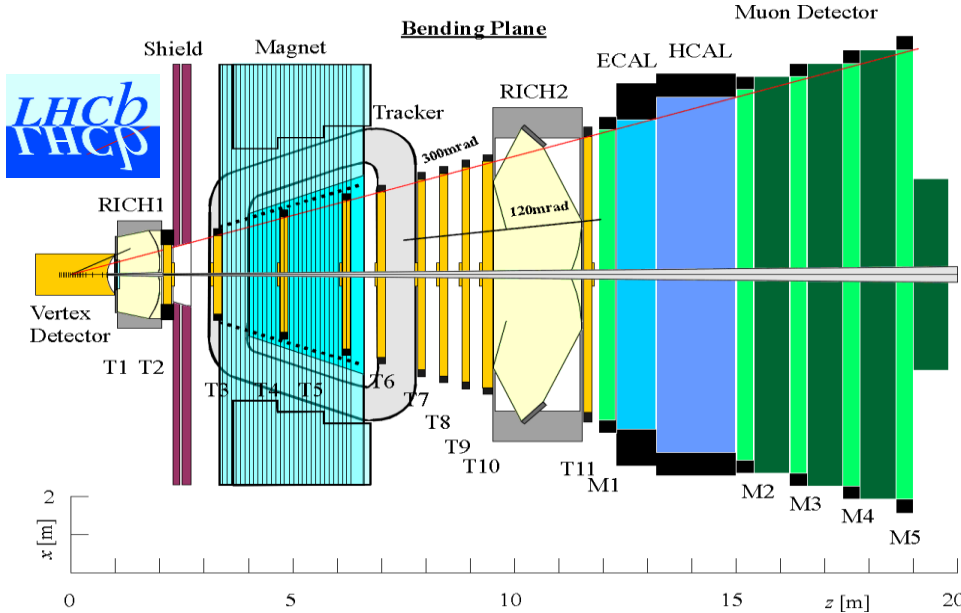 Bending Plane
Muon Detector
Shield
Magnet
ECAL
HCAL
LHCb
LHCb
RICH2
Tracker
300mrad
RICH1
120mrad
Vertex
Detector
T1
T2
T3
T4
T5
T6
T7
T8
T9
T10
T11
M1
M2
M3
M4
M5
2
x [m]
0
5
10
15
20
z [m]